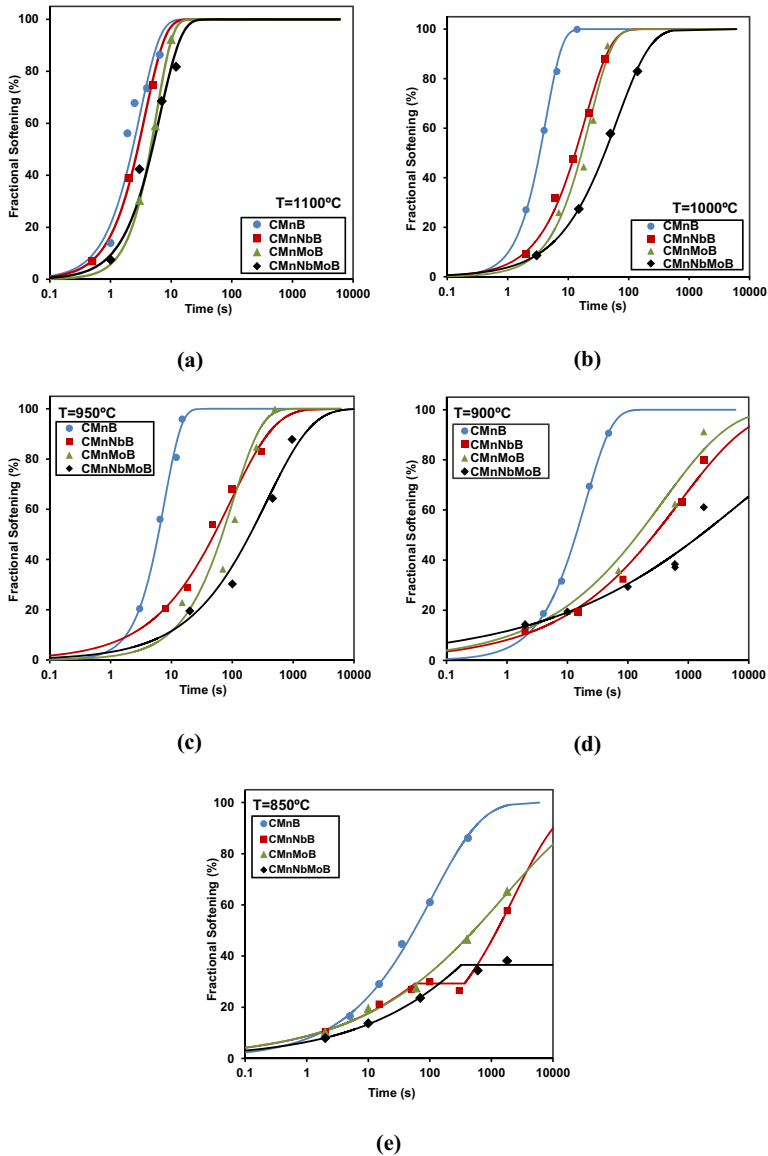 100
80
60
40
20
0
Fractional Softening (%)
T=1100ºC
CMnB
CMnNbB
CMnMoB
CMnNbMoB
0.1 1 10 100 1000 10000
Time (s)
(a)
100
80
60
40
20
0
Fractional Softening (%)
T=1000ºC
CMnB
CMnNbB
CMnMoB
CMnNbMoB
0.1 1 10 100 1000 10000
Time (s)
(b)
100
80
60
40
20
0
Fractional Softening (%)
T=950ºC
CMnB
CMnNbB
CMnMoB
CMnNbMoB
0.1 1 10 100 1000 10000
Time (s)
(c)
100
80
60
40
20
0
Fractional Softening (%)
T=900ºC
CMnB
CMnNbB
CMnMoB
CMnNbMoB
0.1 1 10 100 1000 10000
Time (s)
(d)
100
80
60
40
20
0
Fractional Softening (%)
T=850ºC
CMnB
CMnNbB
CMnMoB
CMnNbMoB
0.1 1 10 100 1000 10000
Time (s)
(e)